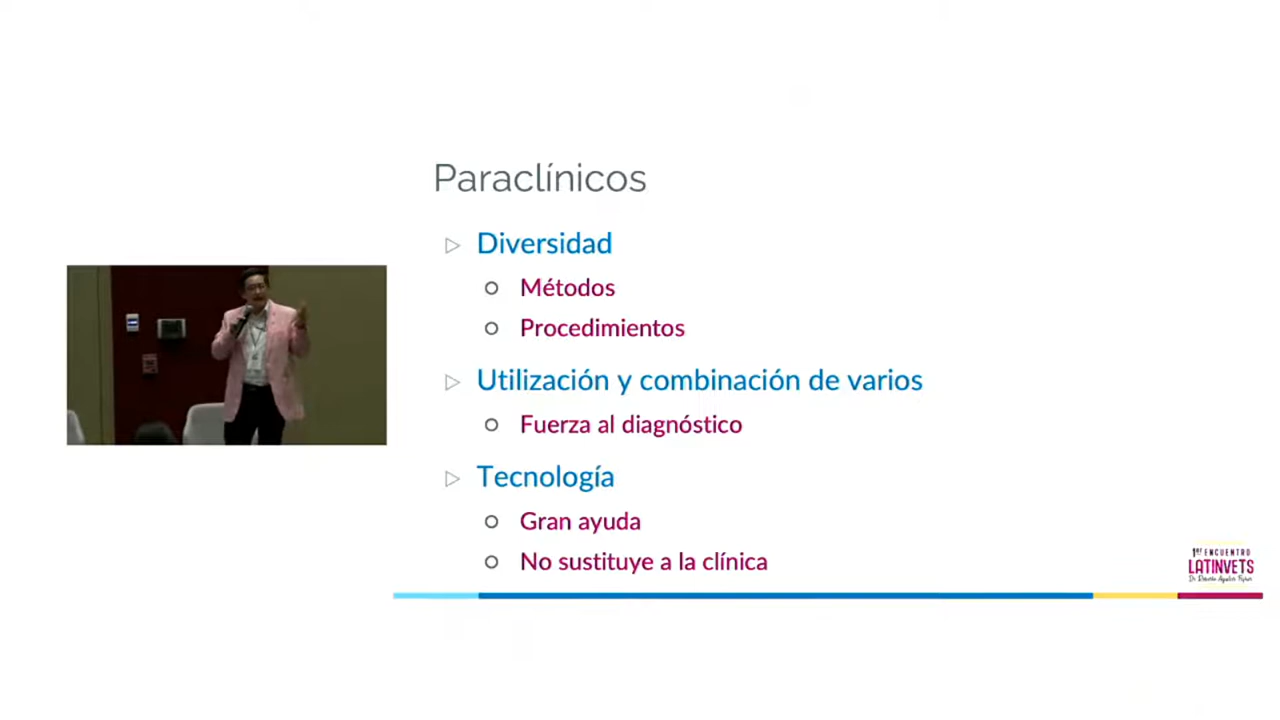 Paraclínicos
Diversidad
Métodos
Procedimientos
Utilización y combinación de varios
Fuerza al diagnóstico
Tecnología
Gran ayuda
No sustituye a la clínica
1er ENCUENTRO
LATINVETS